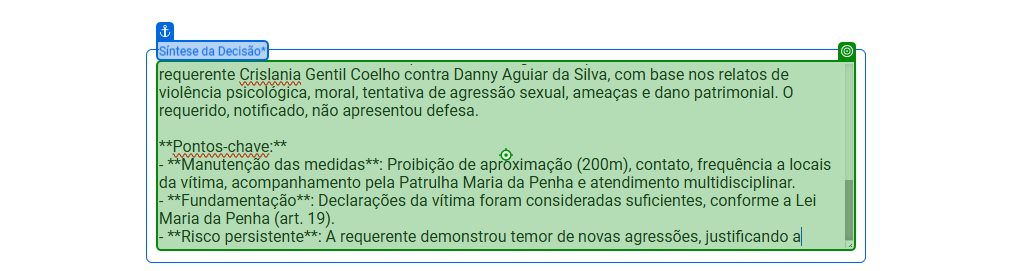 Síntese da Decisão*
requerente Crislania Gentil Coelho contra Danny Aguiar da Silva, com base nos relatos de
violência psicológica, moral, tentativa de agressão sexual, ameaças e dano patrimonial. O
requerido, notificado, não apresentou defesa.
**Pontos-chave:**
- **Manutenção das medidas**: Proibição de aproximação (200m), contato, frequência a locais
da vítima, acompanhamento pela Patrulha Maria da Penha e atendimento multidisciplinar.
- **Fundamentação**: Declarações da vítima foram consideradas suficientes, conforme a Lei
Maria da Penha (art. 19).
- **Risco persistente**: A requerente demonstrou temor de novas agressões, justificando a